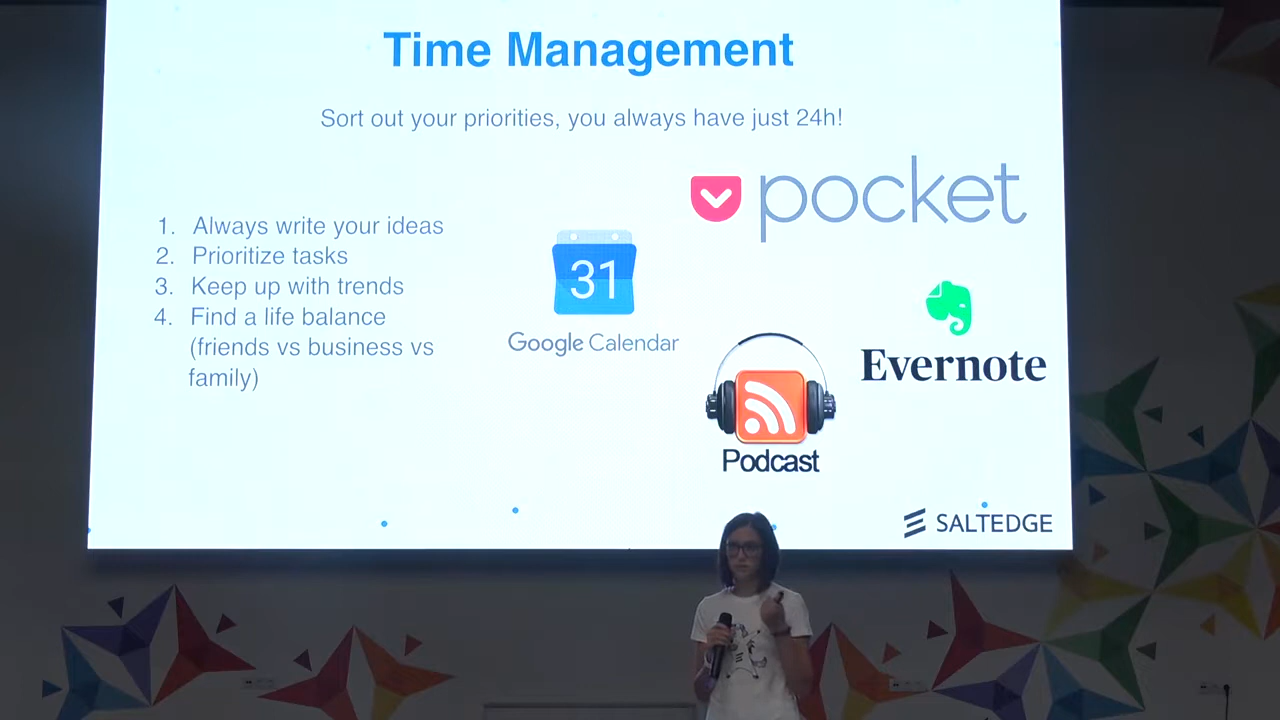 Time Management
Sort out your priorities, you always have just 24h!
1. Always write your ideas
2. Prioritize tasks
3. Keep up with trends
4. Find a life balance
(friends vs business vs
family)
31
Google Calendar
pocket
Evernote
Podcast
SALTEDGE